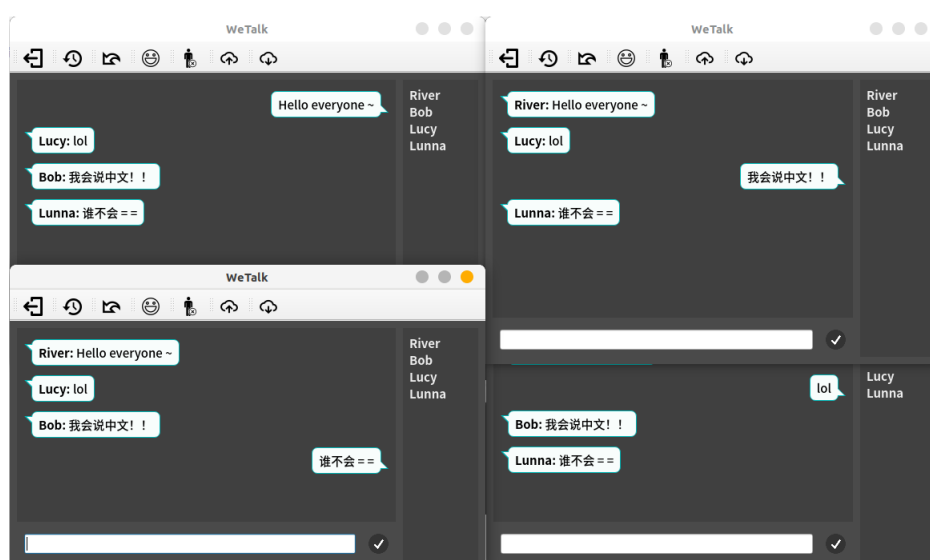 WeTalk
Hello everyone ~
Lucy: lol
Bob: 我会说中文！！
Lunna: 谁不会 = =
River
Bob
Lucy
Lunna
WeTalk
River: Hello everyone ~
Lucy: lol
我会说中文！！
Lunna: 谁不会 = =
River
Bob
Lucy
Lunna
WeTalk
River: Hello everyone ~
Lucy: lol
Bob: 我会说中文！！
谁不会 = =
River
Bob
Lucy
Lunna
lol
Bob: 我会说中文！！
Lunna: 谁不会 = =
Lucy
Lunna